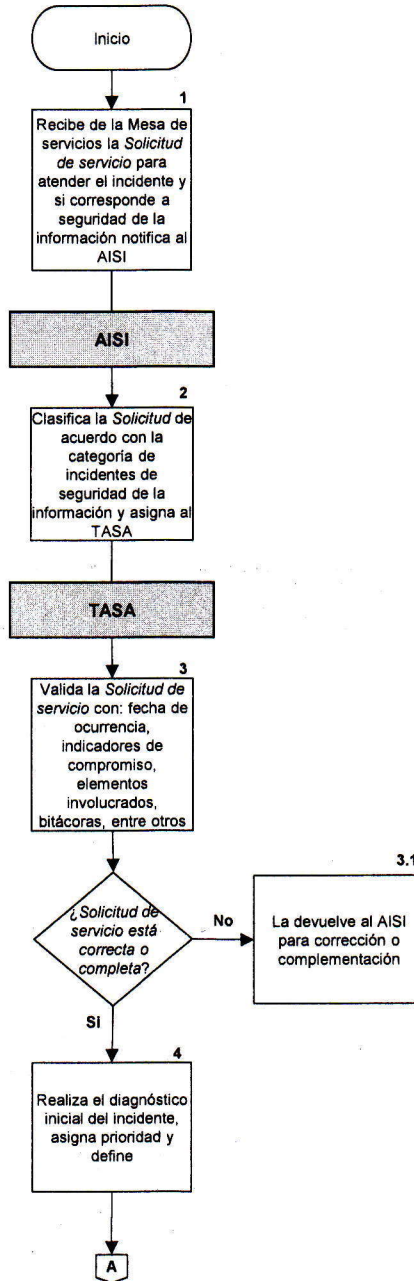 Inicio
1
Recibe de la Mesa de
servicios la Solicitud
de servicio para
atender el incidente y
si corresponde a
seguridad de la
información notifica al
AISI
AISI
2
Clasifica la Solicitud de
acuerdo con la
categoría de
incidentes de
seguridad de la
información y asigna al
TASA
TASA
3
Valida la Solicitud de
servicio con: fecha de
ocurrencia,
indicadores de
compromiso,
elementos
involucrados,
bitácoras, entre otros
¿Solicitud de
servicio está
correcta o
completa?
No
3.1
La devuelve al AISI
para corrección o
complementación
Si
4
Realiza el diagnóstico
inicial del incidente,
asigna prioridad y
define
A